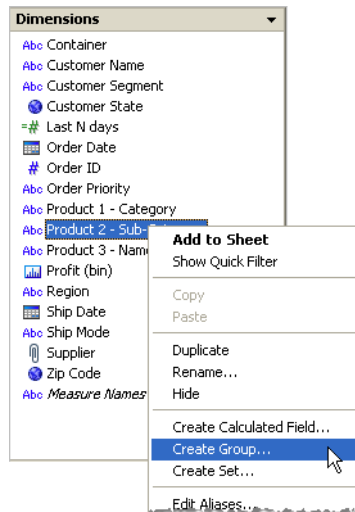 Dimensions
Abc Container
Abc Customer Name
Abc Customer Segment
Customer State
=# Last N days
Order Date
# Order ID
Abc Order Priority
Abc Product 1 - Category
Abc Product 2 - Sub-
Abc Product 3 - Name
Profit (bin)
Abc Region
Ship Date
Abc Ship Mode
Supplier
Zip Code
Abc Measure Names
Add to Sheet
Show Quick Filter
Copy
Paste
Duplicate
Rename...
Hide
Create Calculated Field...
Create Group...
Create Set...
Edit Aliases...